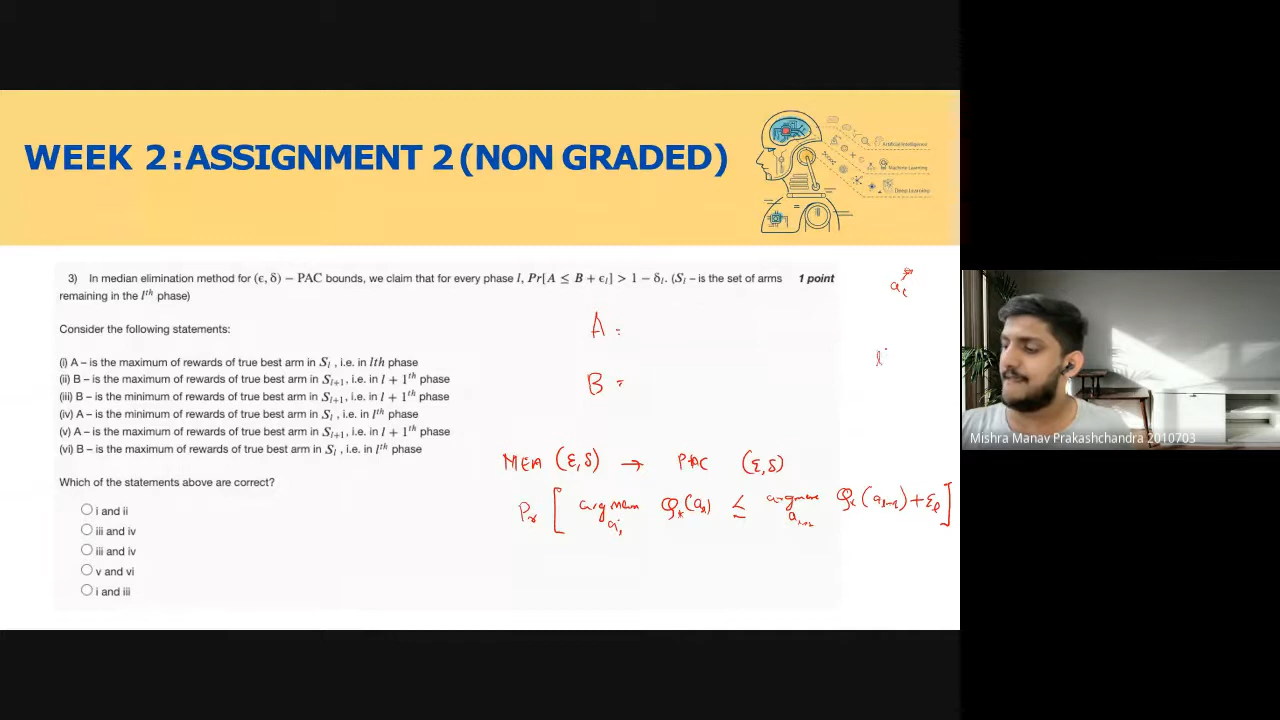 WEEK 2:ASSIGNMENT 2(NON GRADED)
Artificial Intelligence
Machine Learning
Deep Learning
3) In median elimination method for (ϵ, δ) − PAC bounds, we claim that for every phase l, Pr[A ≤ B + ϵₗ] > 1 − δₗ. (Sₗ – is the set of arms 1 point
remaining in the lᵗʰ phase)
Consider the following statements:
(i) A – is the maximum of rewards of true best arm in Sₗ , i.e. in lth phase
(ii) B – is the maximum of rewards of true best arm in Sₗ₊₁, i.e. in l + 1ᵗʰ phase
(iii) B – is the minimum of rewards of true best arm in Sₗ₊₁, i.e. in l + 1ᵗʰ phase
(iv) A – is the minimum of rewards of true best arm in Sₗ , i.e. in lᵗʰ phase
(v) A – is the maximum of rewards of true best arm in Sₗ₊₁, i.e. in l + 1ᵗʰ phase
(vi) B – is the maximum of rewards of true best arm in Sₗ , i.e. in lᵗʰ phase
Which of the statements above are correct?
i and ii
iii and iv
iii and iv
v and vi
i and iii
A =
B =
MEA (ε, δ) → PAC (ε, δ)
Pr [ ≤ + εₗ ]
Mishra Manav Prakashchandra 2010703